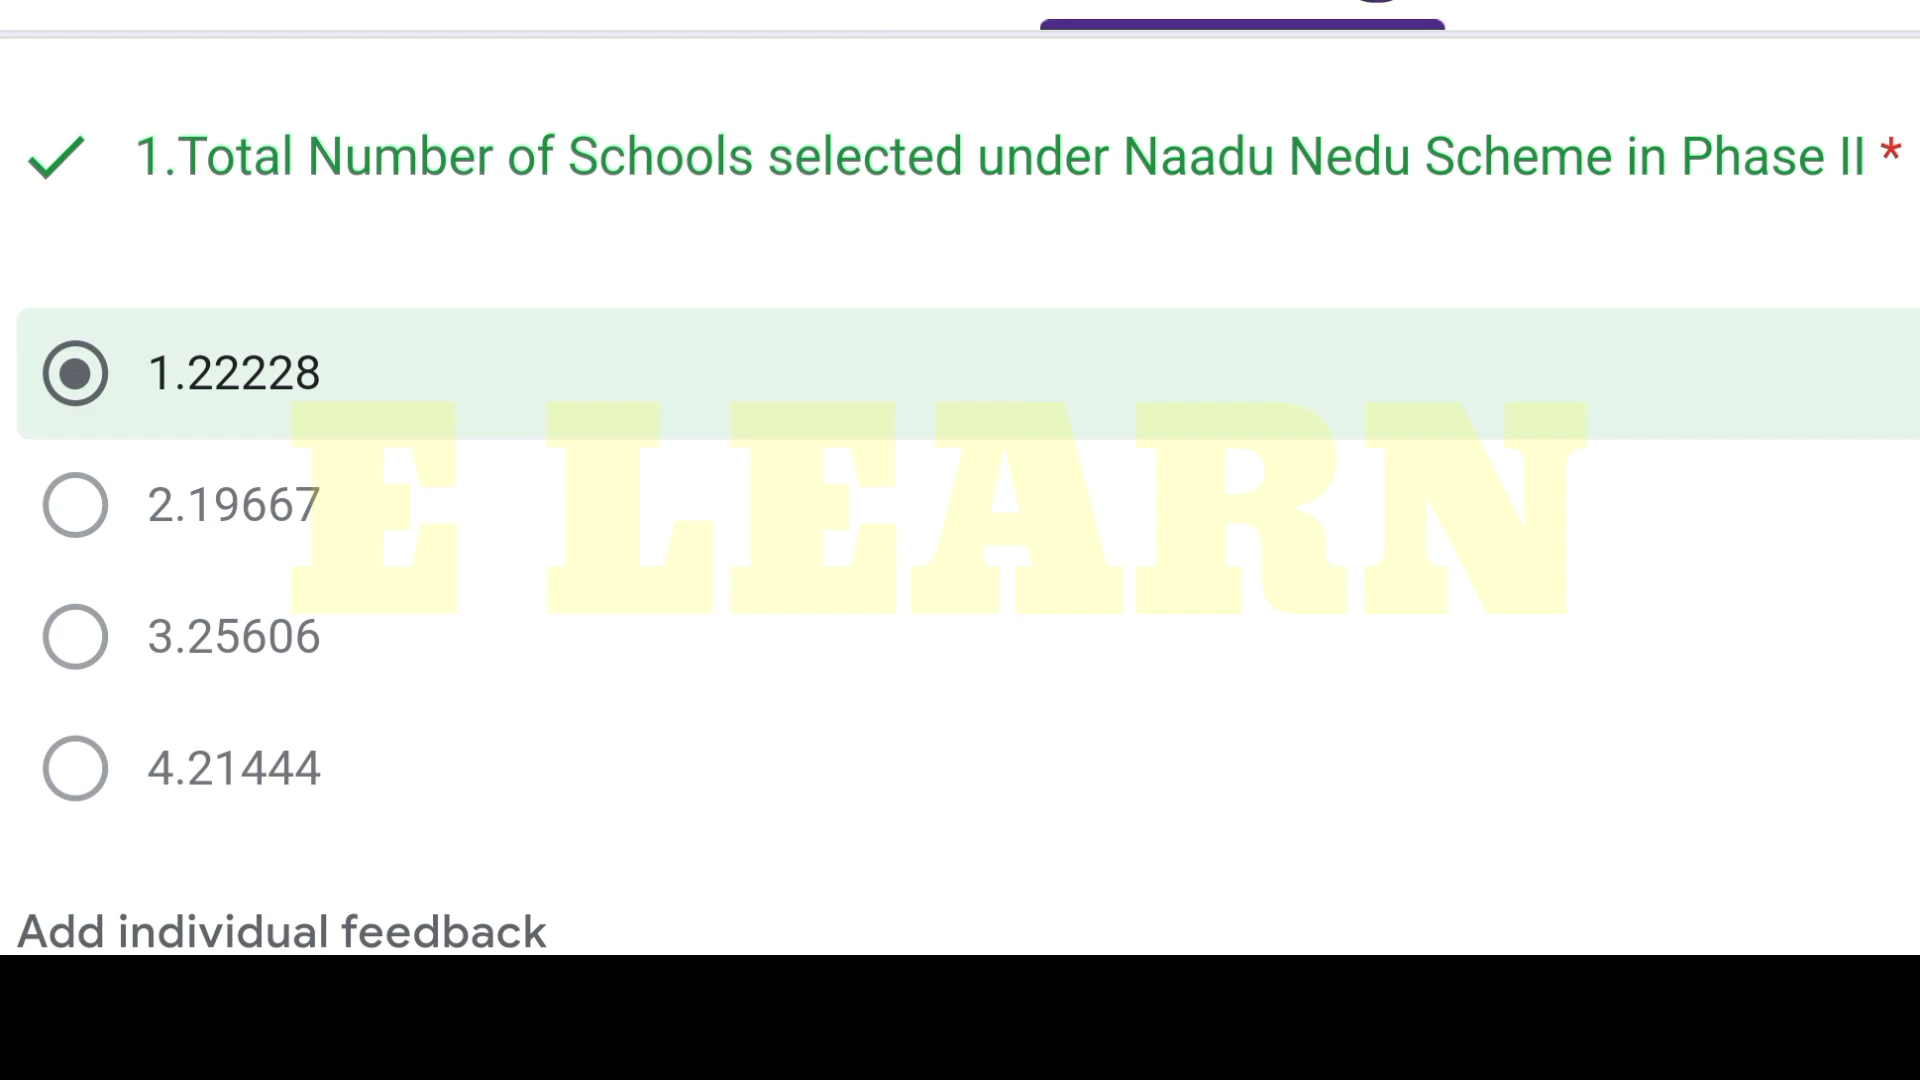 1.Total Number of Schools selected under Naadu Nedu Scheme in Phase II *
1.22228
E LEARN
2.19667
3.25606
4.21444
Add individual feedback